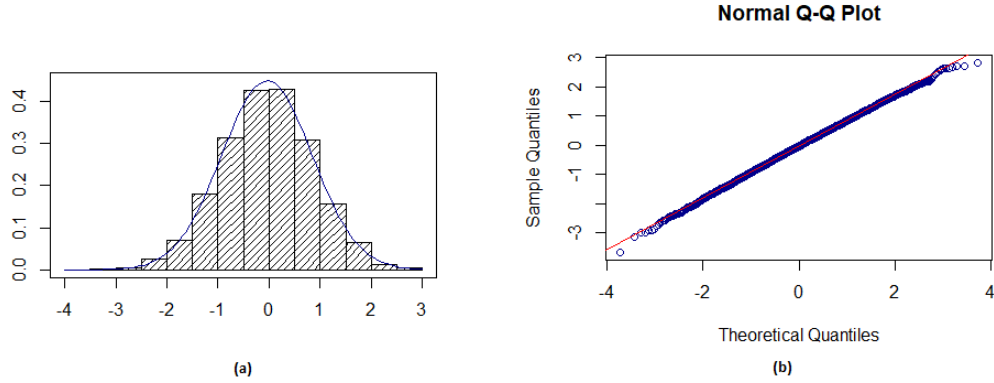 0.0 0.1 0.2 0.3 0.4
-4 -3 -2 -1 0 1 2 3
(a)
Normal Q-Q Plot
Sample Quantiles
-3 -1 0 1 2 3
-4 -2 0 2 4
Theoretical Quantiles
(b)